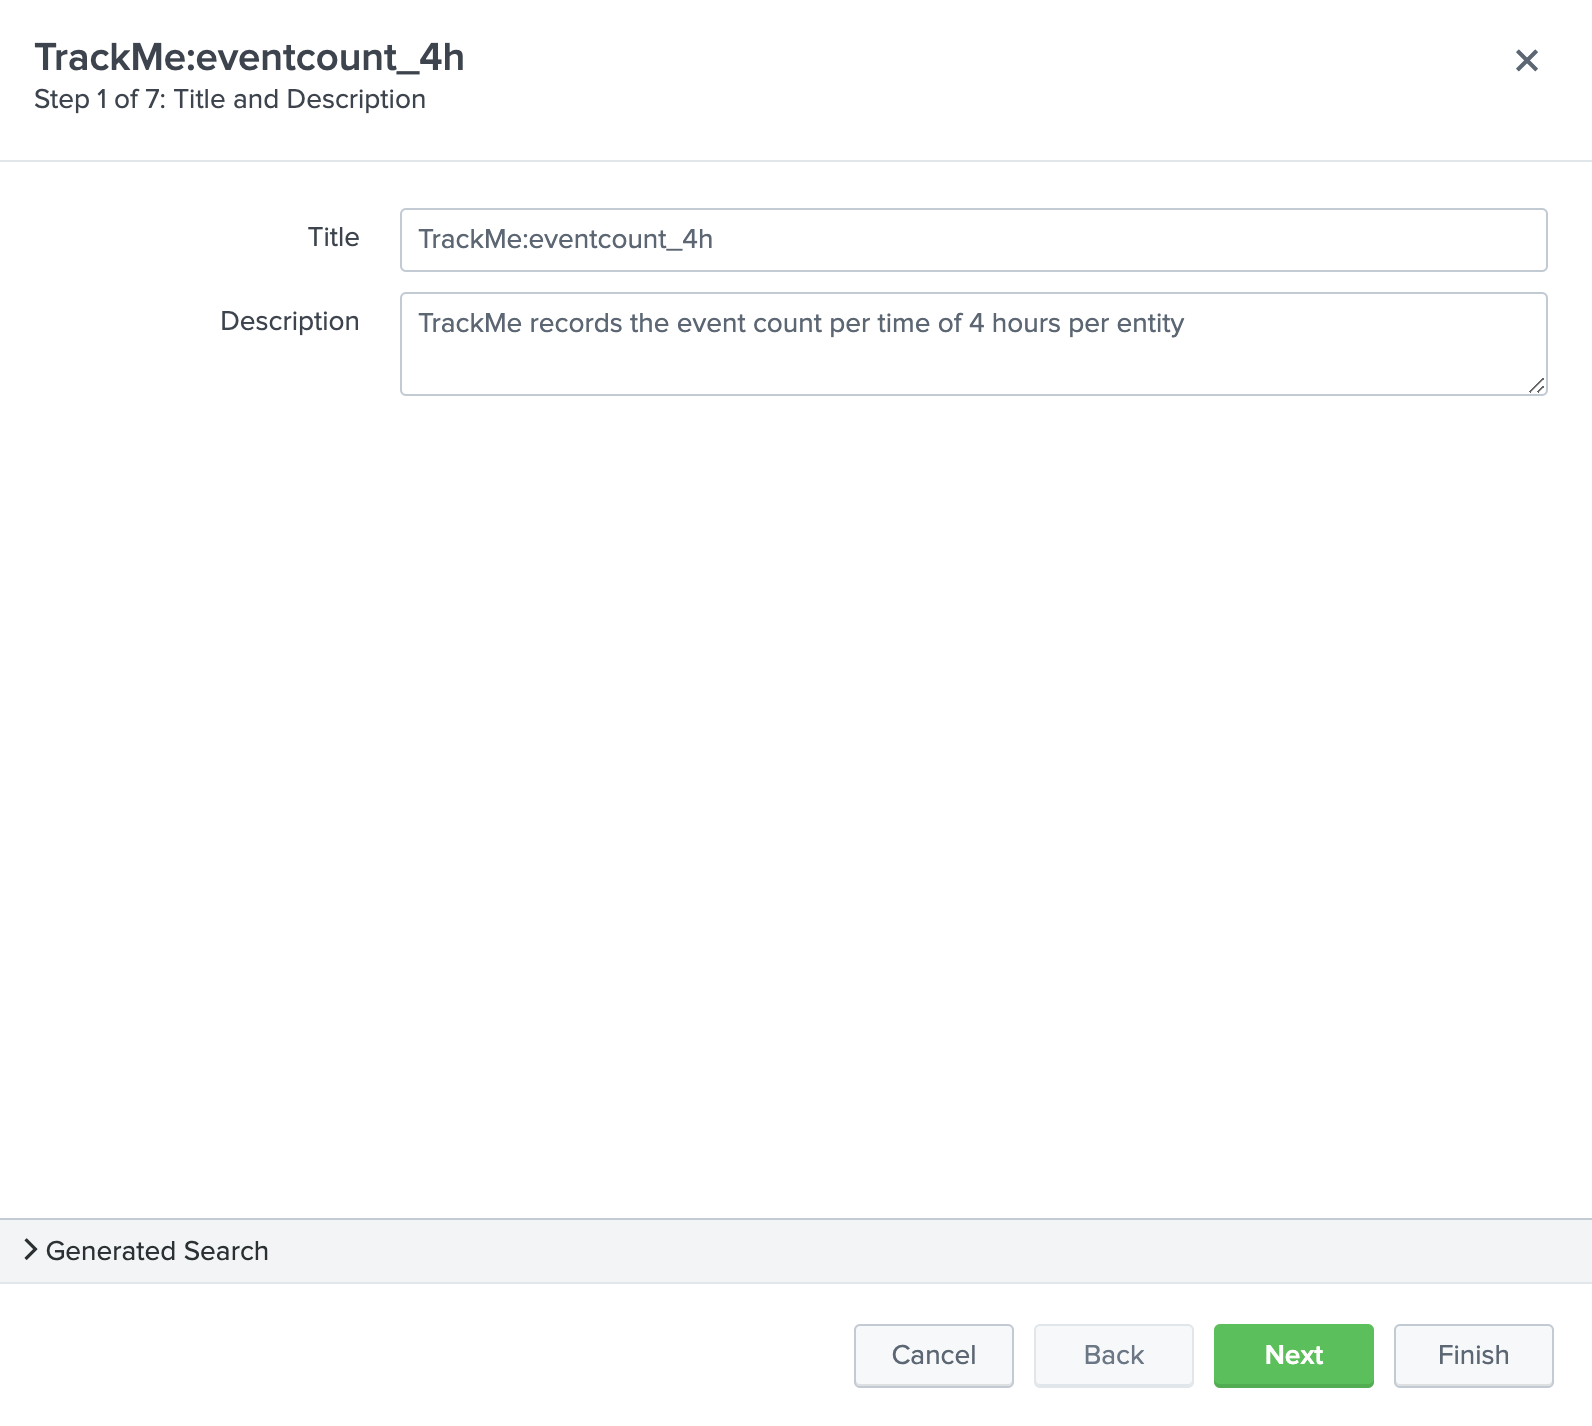 TrackMe:eventcount_4h
Step 1 of 7: Title and Description
Title
TrackMe:eventcount_4h
Description
TrackMe records the event count per time of 4 hours per entity
Generated Search
Cancel
Back
Next
Finish